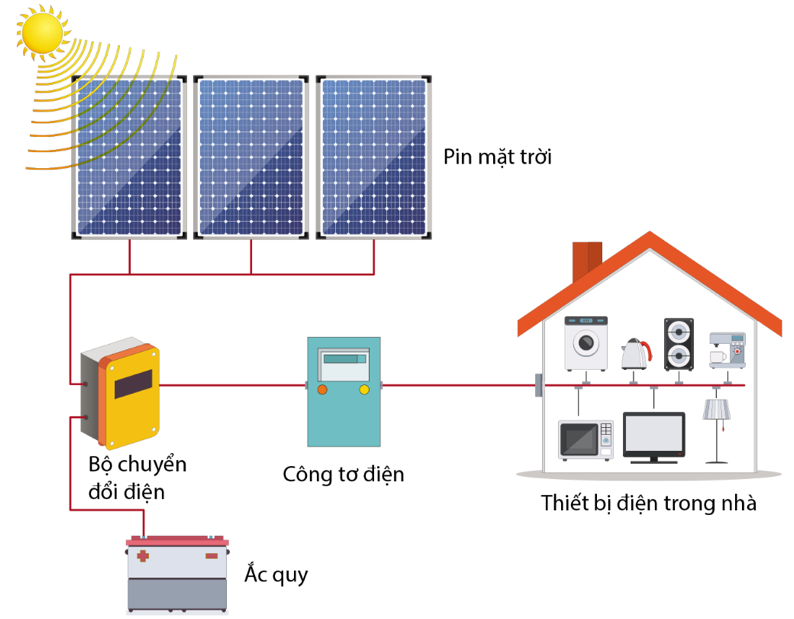 Pin mặt trời
Bộ chuyển
đổi điện
Công tơ điện
Thiết bị điện trong nhà
Ắc quy